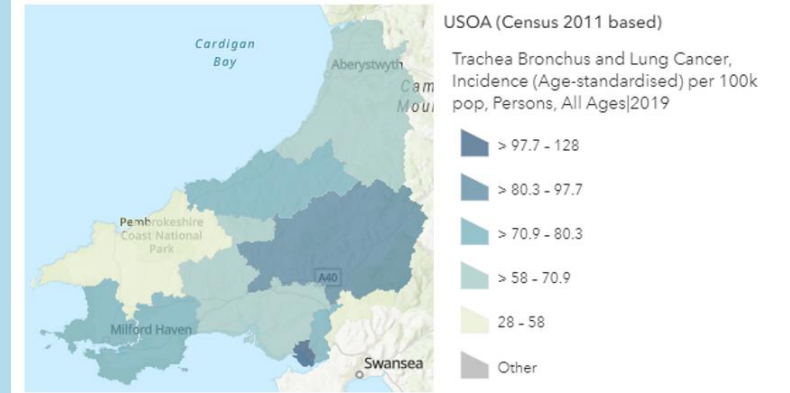 Cardigan
Bay
Aberystwyth
Cam
Mou
Pembrokeshire
Coast National
Park
A40
Milford Haven
Swansea
USOA (Census 2011 based)
Trachea Bronchus and Lung Cancer,
Incidence (Age-standardised) per 100k
pop, Persons, All Ages|2019
> 97.7 - 128
> 80.3 - 97.7
> 70.9 - 80.3
> 58 - 70.9
28 - 58
Other